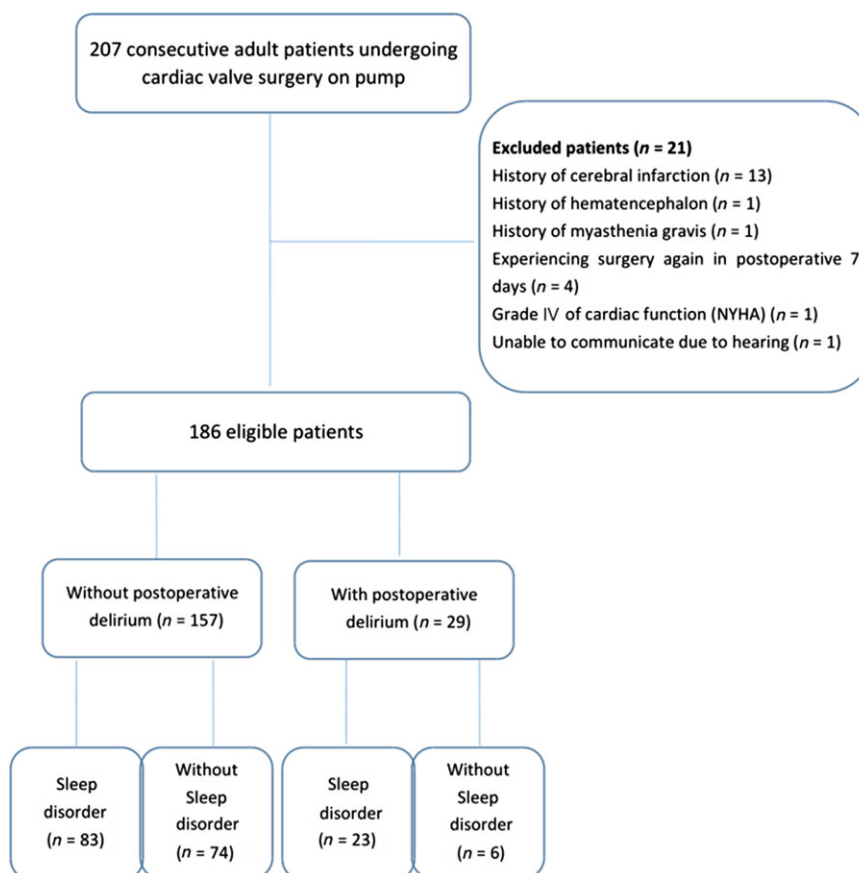 207 consecutive adult patients undergoing
cardiac valve surgery on pump
Excluded patients (n = 21)
History of cerebral infarction (n = 13)
History of hematencephalon (n = 1)
History of myasthenia gravis (n = 1)
Experiencing surgery again in postoperative 7
days (n = 4)
Grade Ⅳ of cardiac function (NYHA) (n = 1)
Unable to communicate due to hearing (n = 1)
186 eligible patients
Without postoperative
delirium (n = 157)
With postoperative
delirium (n = 29)
Sleep
disorder
(n = 83)
Without
Sleep
disorder
(n = 74)
Sleep
disorder
(n = 23)
Without
Sleep
disorder
(n = 6)